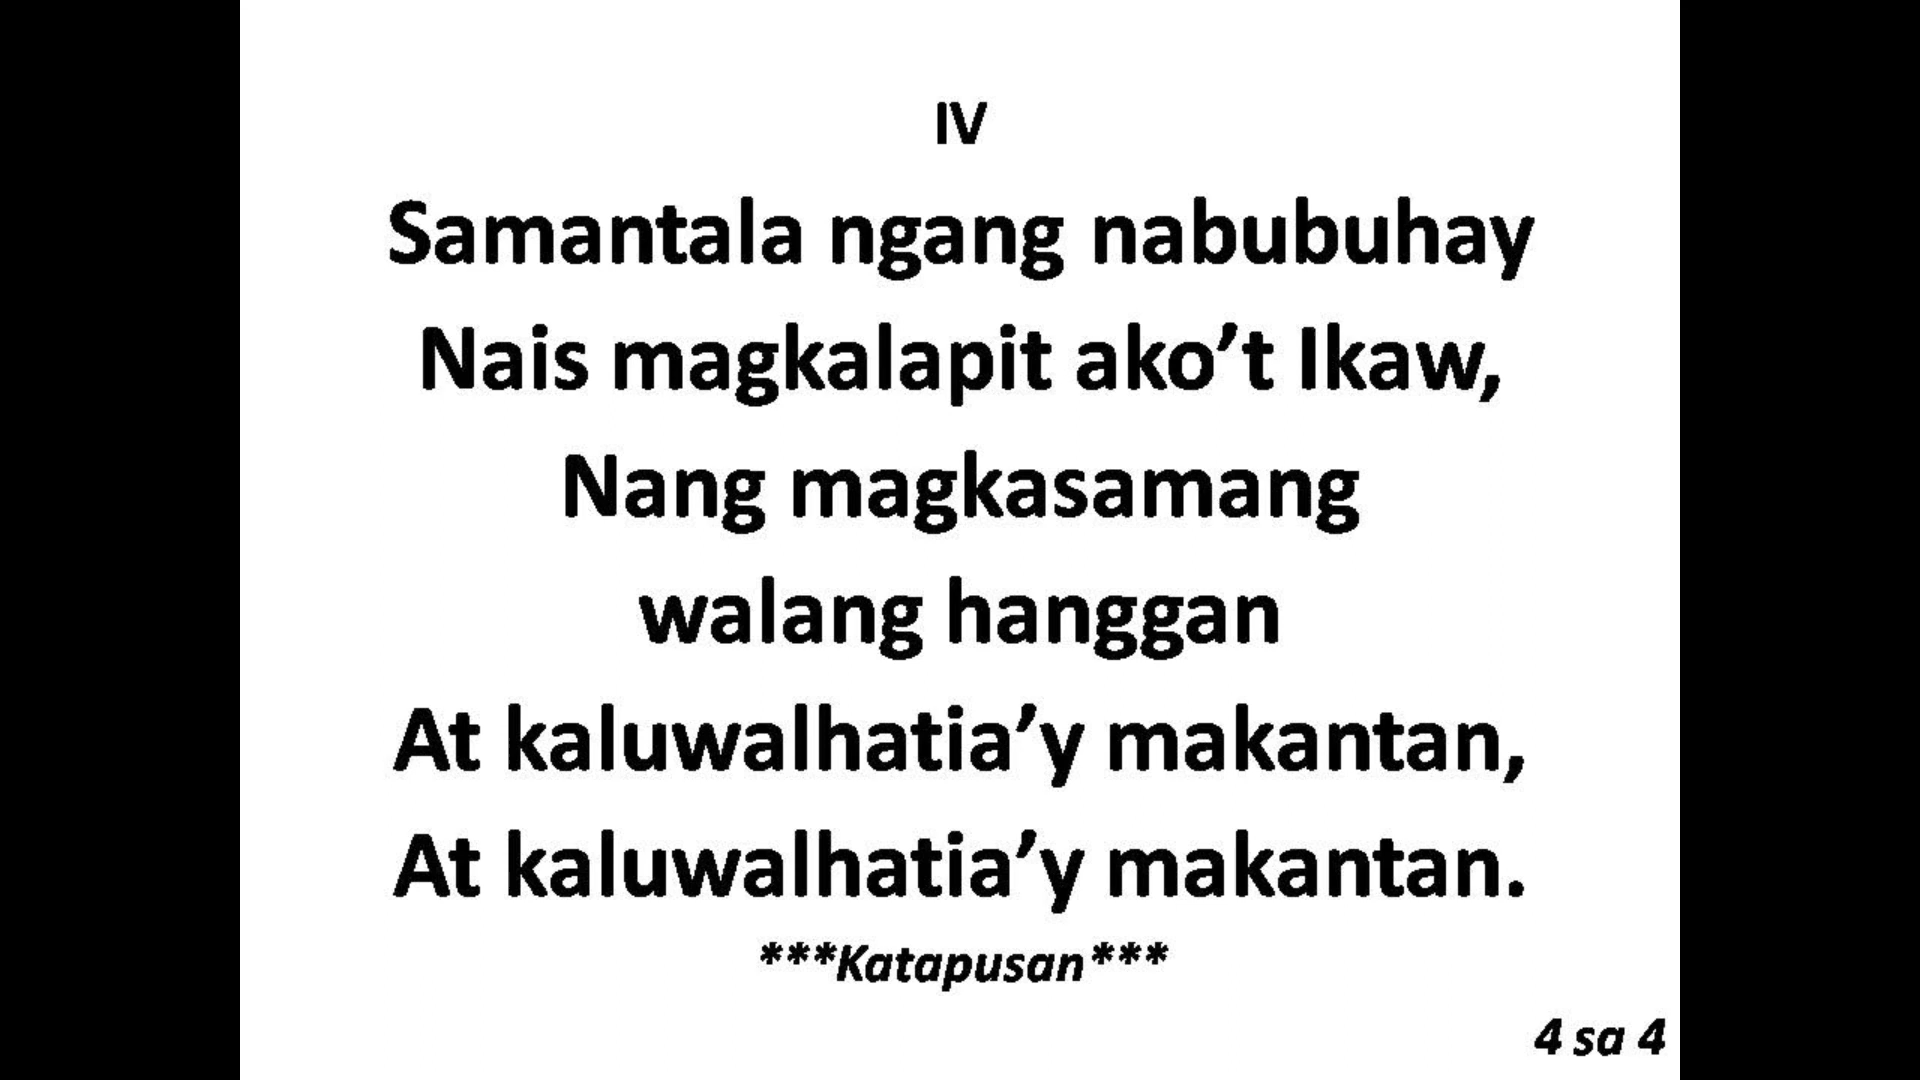 IV
Samantala ngang nabubuhay
Nais magkalapit ako’t Ikaw,
Nang magkasamang
walang hanggan
At kaluwalhatia’y makantan,
At kaluwalhatia’y makantan.
***Katapusan***
4 sa 4